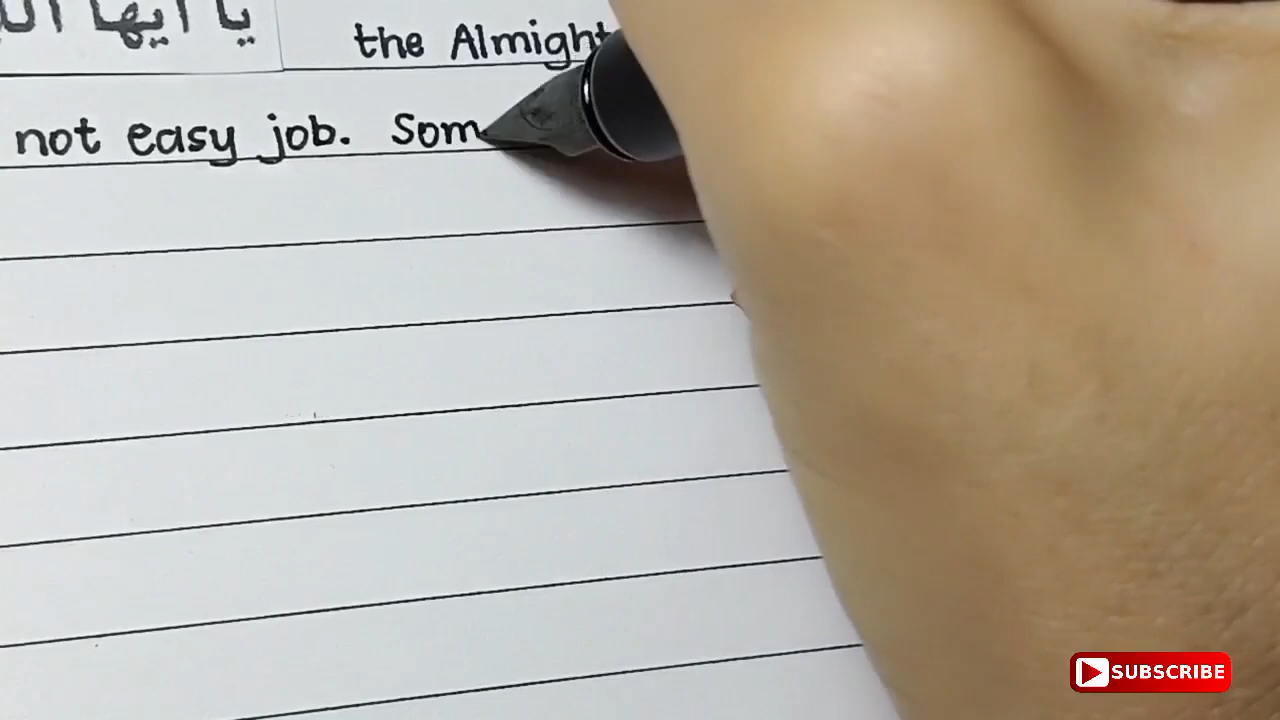 يا ايها
the Almight
not easy job. Som
SUBSCRIBE